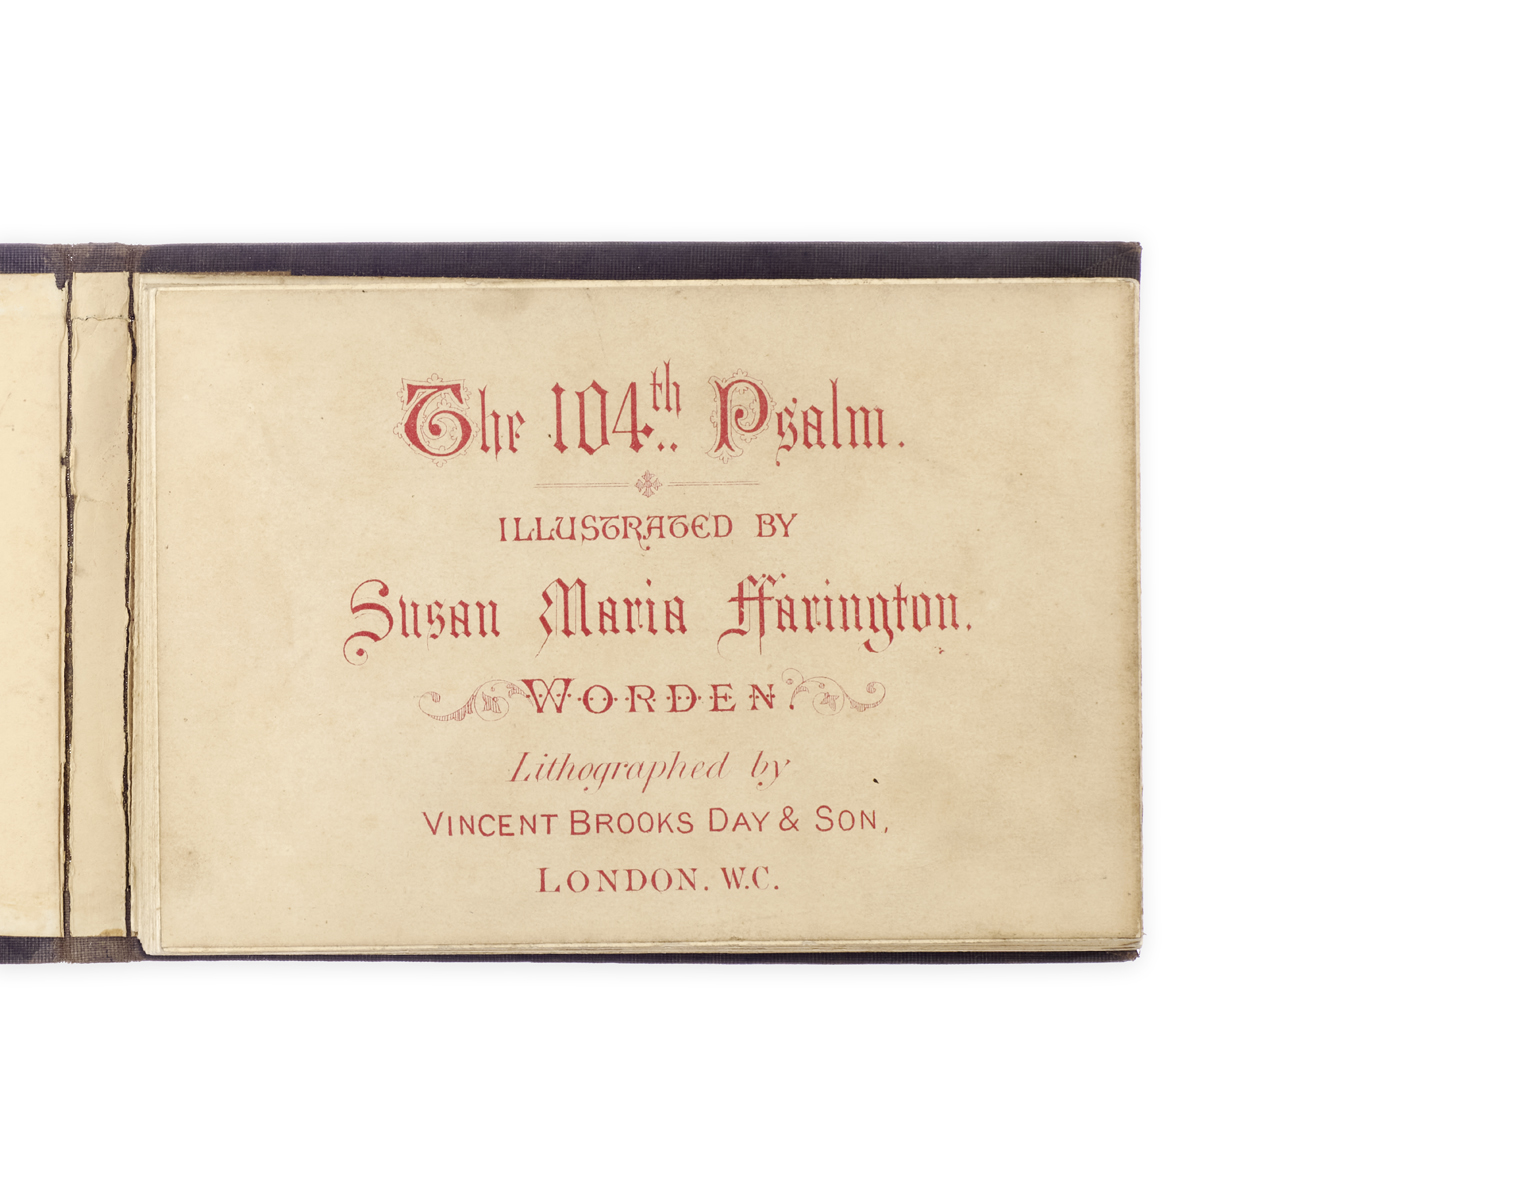 The 104th Psalm.
ILLUSTRATED BY
Susan Maria ffarington.
WORDEN.
Lithographed by
VINCENT BROOKS DAY & SON,
LONDON. W.C.